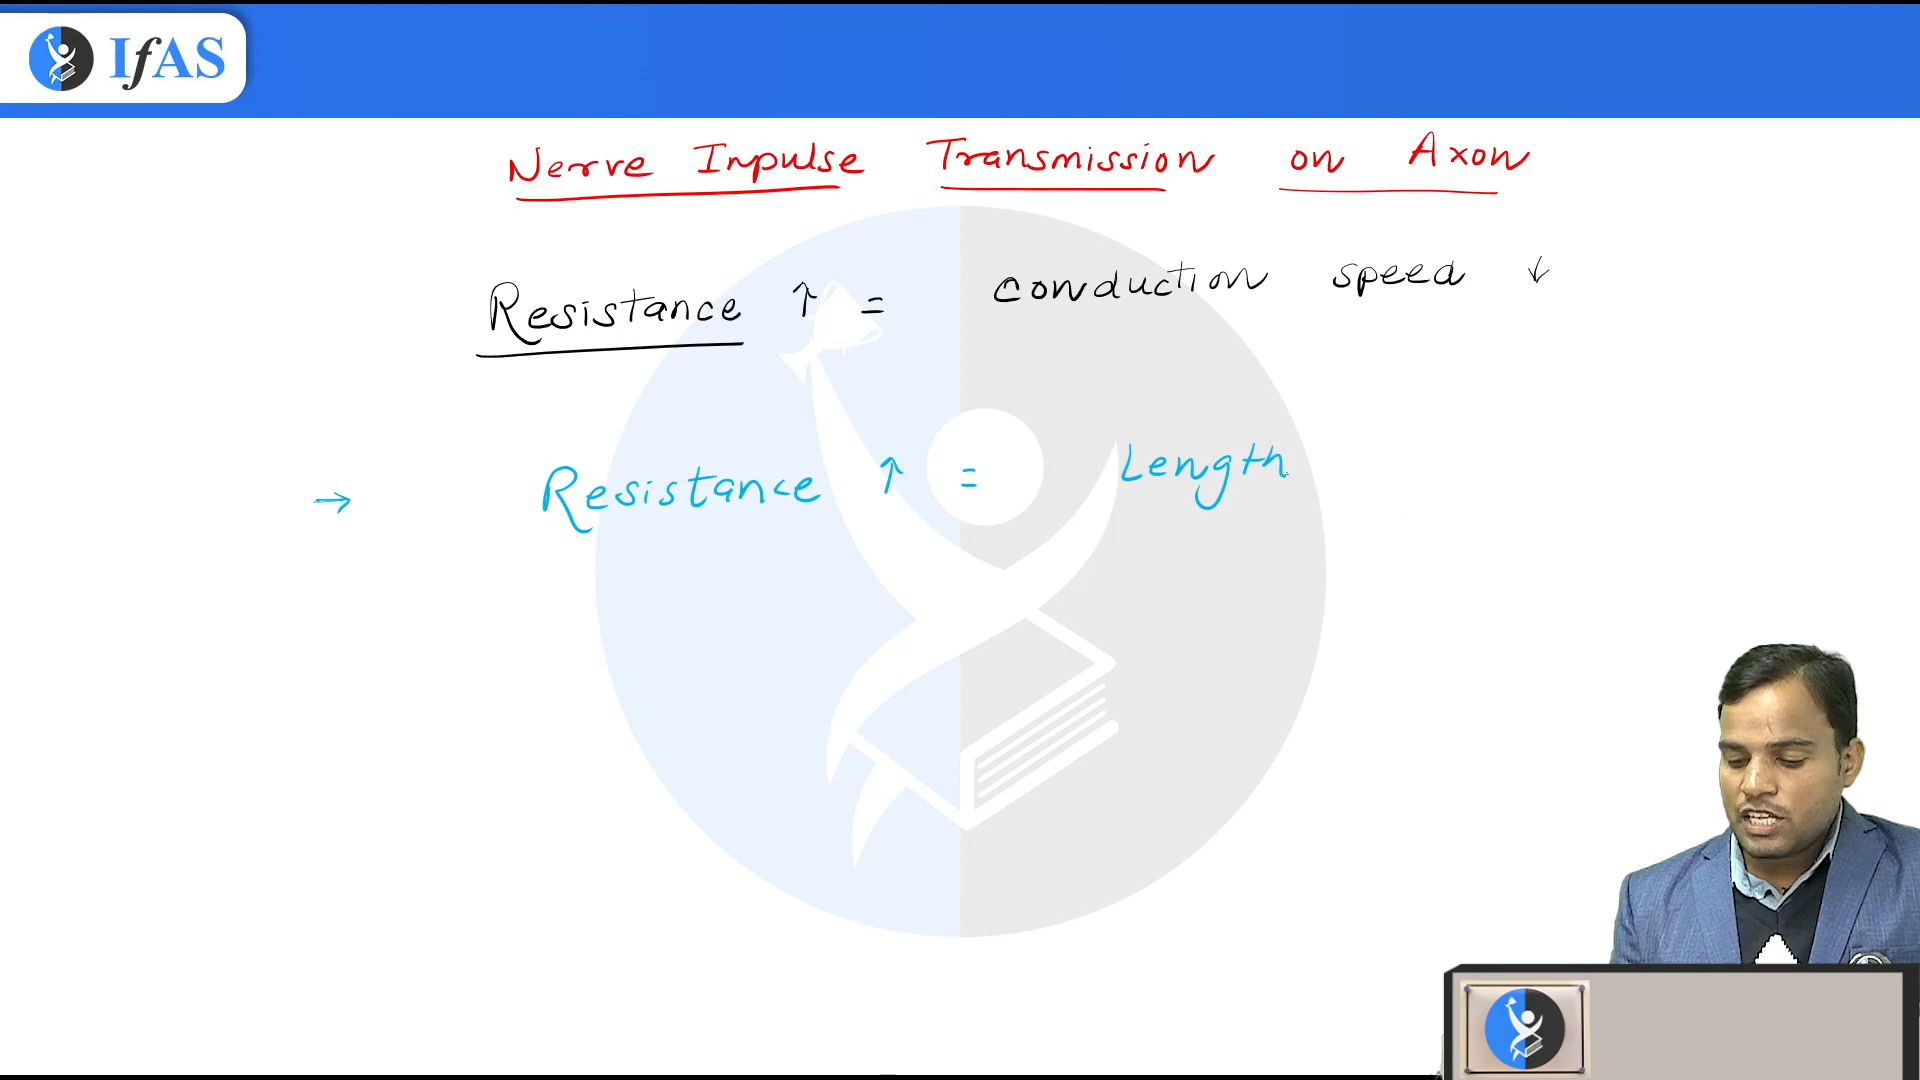 IfAS
Nerve Impulse Transmission on Axon
Resistance ↑ = conduction speed ↓
→ Resistance ↑ = Length